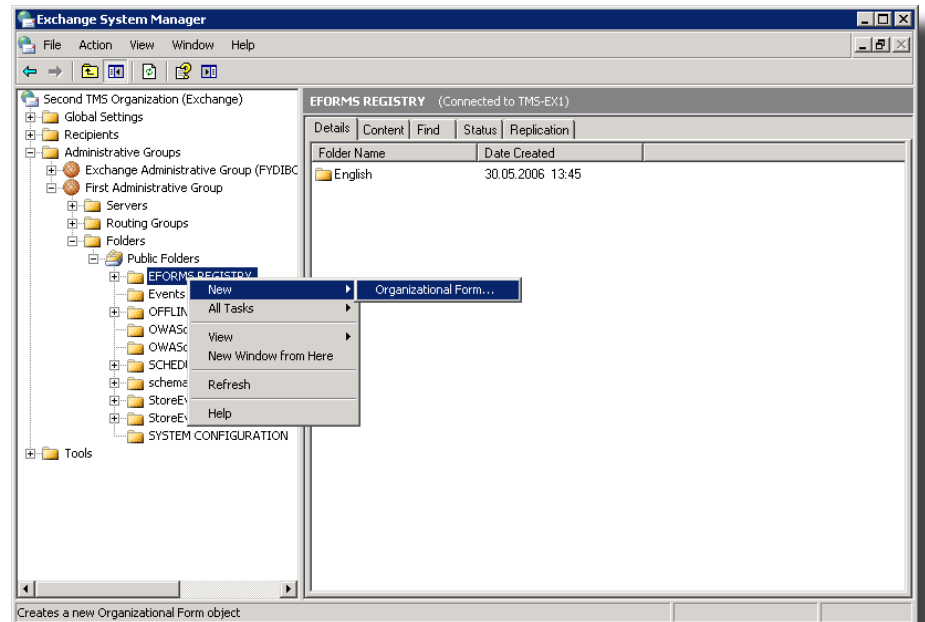 Exchange System Manager
File Action View Window Help
Second TMS Organization (Exchange)
Global Settings
Recipients
Administrative Groups
Exchange Administrative Group (FYDIBC
First Administrative Group
Servers
Routing Groups
Folders
Public Folders
EFORMS REGISTRY
Events
OFFLIN
OWASc
OWASc
SCHEDU
schema
StoreEv
StoreEv
SYSTEM CONFIGURATION
Tools
New
All Tasks
View
New Window from Here
Refresh
Help
Organizational Form...
EFORMS REGISTRY (Connected to TMS-EX1)
Details Content Find Status Replication
Folder Name Date Created
English 30.05.2006 13:45
Creates a new Organizational Form object